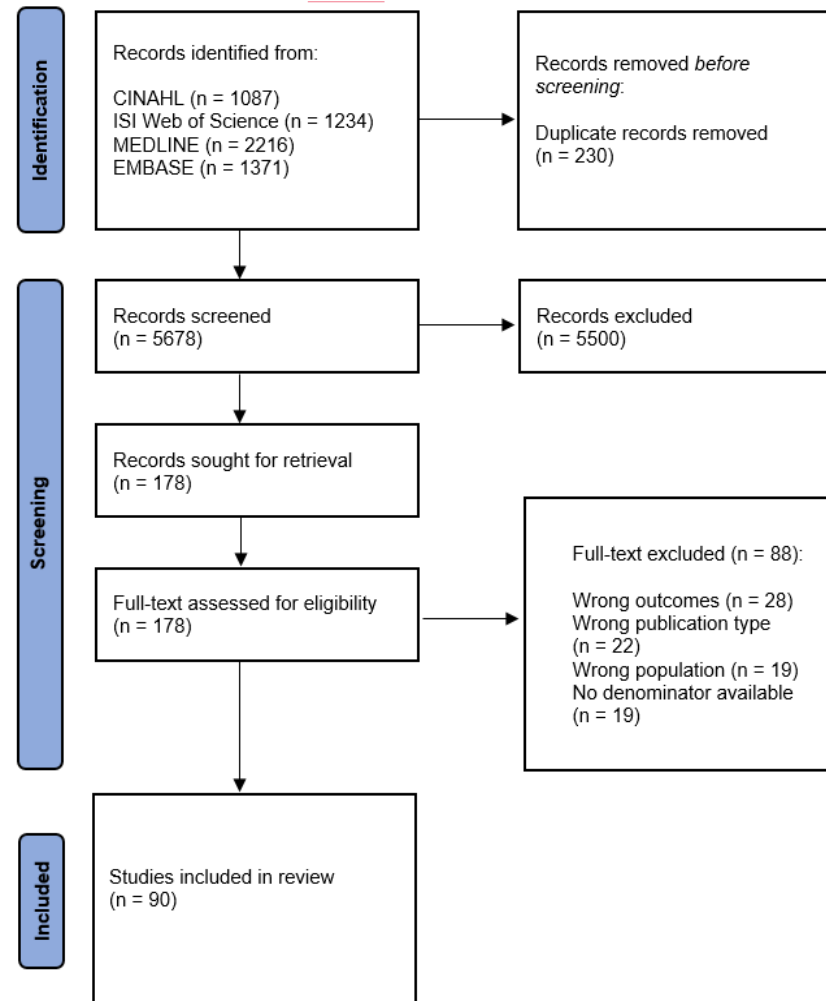 Identification
Records identified from:
CINAHL (n = 1087)
ISI Web of Science (n = 1234)
MEDLINE (n = 2216)
EMBASE (n = 1371)
Records removed before
screening:
Duplicate records removed
(n = 230)
Screening
Records screened
(n = 5678)
Records excluded
(n = 5500)
Records sought for retrieval
(n = 178)
Full-text assessed for eligibility
(n = 178)
Full-text excluded (n = 88):
Wrong outcomes (n = 28)
Wrong publication type
(n = 22)
Wrong population (n = 19)
No denominator available
(n = 19)
Included
Studies included in review
(n = 90)